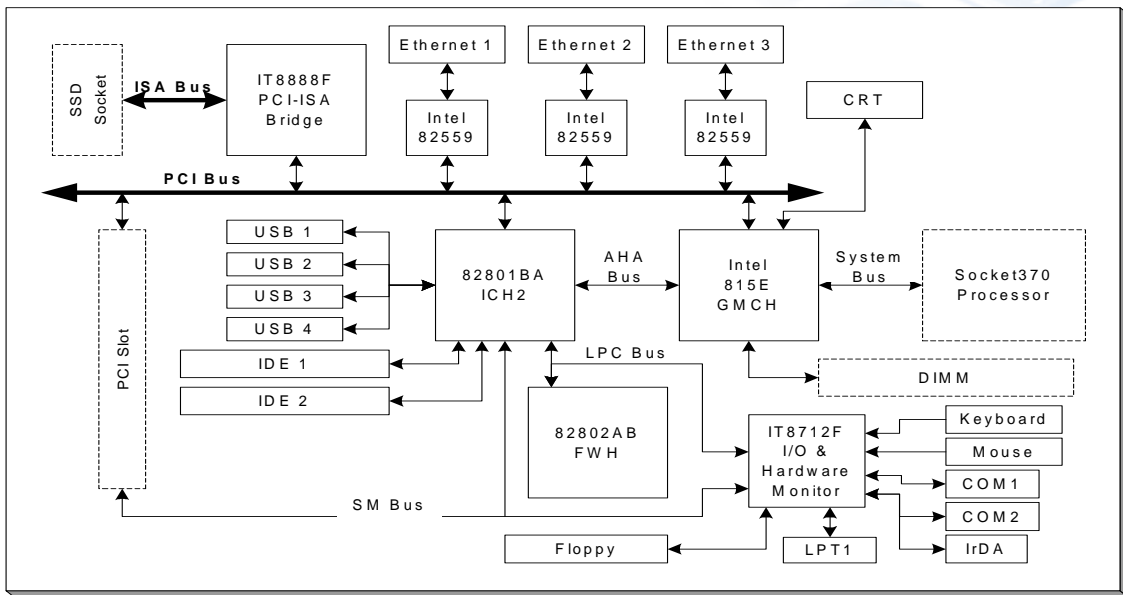 SSD
Socket
ISA Bus
IT8888F
PCI-ISA
Bridge
Ethernet 1
Ethernet 2
Ethernet 3
Intel
82559
Intel
82559
Intel
82559
CRT
PCI Bus
USB 1
USB 2
USB 3
USB 4
82801BA
ICH2
AHA
Bus
Intel
815E
GMCH
System
Bus
Socket370
Processor
PCI Slot
IDE 1
IDE 2
LPC Bus
DIMM
82802AB
FWH
IT8712F
I/O &
Hardware
Monitor
Keyboard
Mouse
COM1
COM2
IrDA
SM Bus
Floppy
LPT1